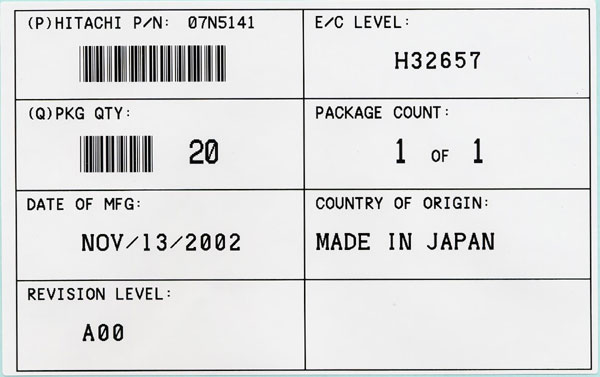 (P)HITACHI P/N: 07N5141
E/C LEVEL:
H32657
(Q)PKG QTY:
20
PACKAGE COUNT:
1 OF 1
DATE OF MFG:
NOV/13/2002
COUNTRY OF ORIGIN:
MADE IN JAPAN
REVISION LEVEL:
A00